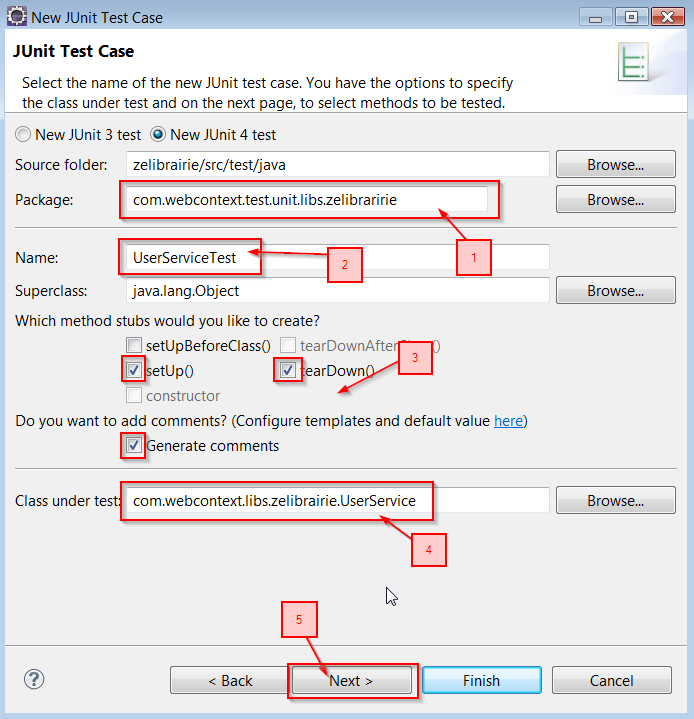 New JUnit Test Case
JUnit Test Case
Select the name of the new JUnit test case. You have the options to specify
the class under test and on the next page, to select methods to be tested.
New JUnit 3 test New JUnit 4 test
Source folder: zelibrairie/src/test/java Browse...
Package: com.webcontext.test.unit.libs.zelibraririe Browse...
1
Name: UserServiceTest
2
Superclass: java.lang.Object Browse...
Which method stubs would you like to create?
setUpBeforeClass()
setUp() tearDown()
3
constructor
Do you want to add comments? (Configure templates and default value here)
Generate comments
Class under test: com.webcontext.libs.zelibrairie.UserService Browse...
4
5
? < Back Next > Finish Cancel